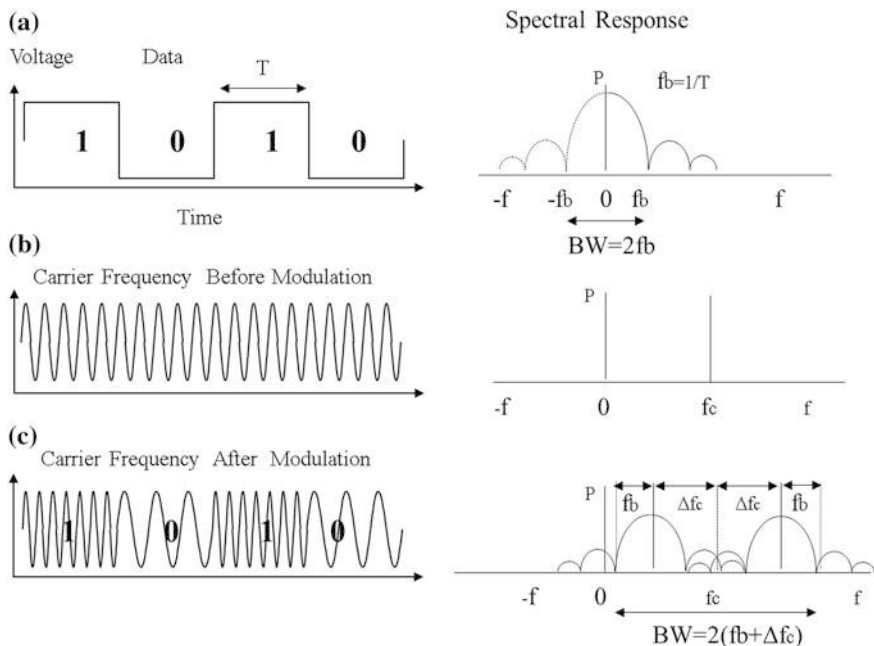 (a)
Spectral Response
Voltage Data T
P fb=1/T
1 0 1 0
-f -fb 0 fb f
Time
BW=2fb
(b)
Carrier Frequency Before Modulation
P
-f 0 fc f
(c)
Carrier Frequency After Modulation
P fb Δfc Δfc fb
1 0 1 0
-f 0 fc f
BW=2(fb+Δfc)